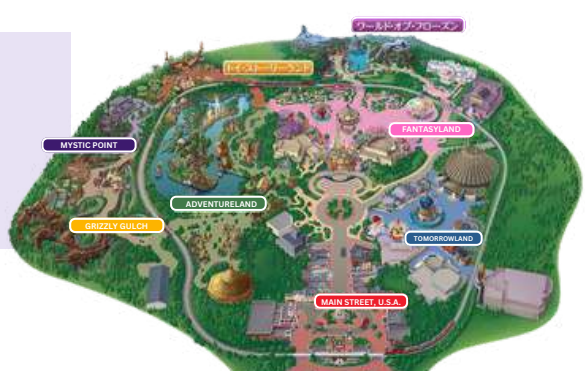 ワールド・オブ・フローズン
トイ・ストーリーランド
FANTASYLAND
MYSTIC POINT
ADVENTURELAND
GRIZZLY GULCH
TOMORROWLAND
MAIN STREET, U.S.A.